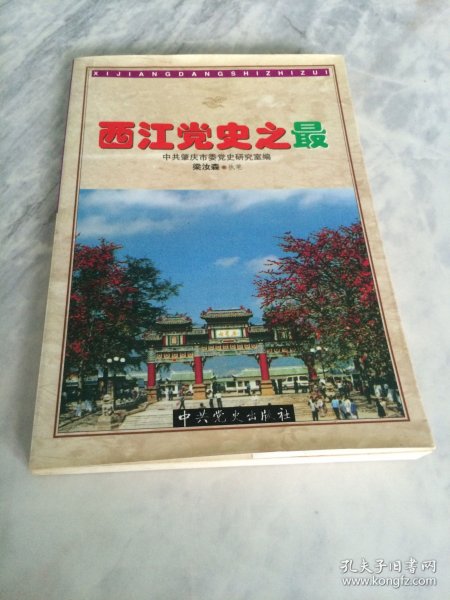 XIJIANGDANGSHIZHIZUI
西江党史之最
中共肇庆市委党史研究室编
梁汝森●执笔
中共党史出版社
孔夫子旧书网
www.kongfz.com